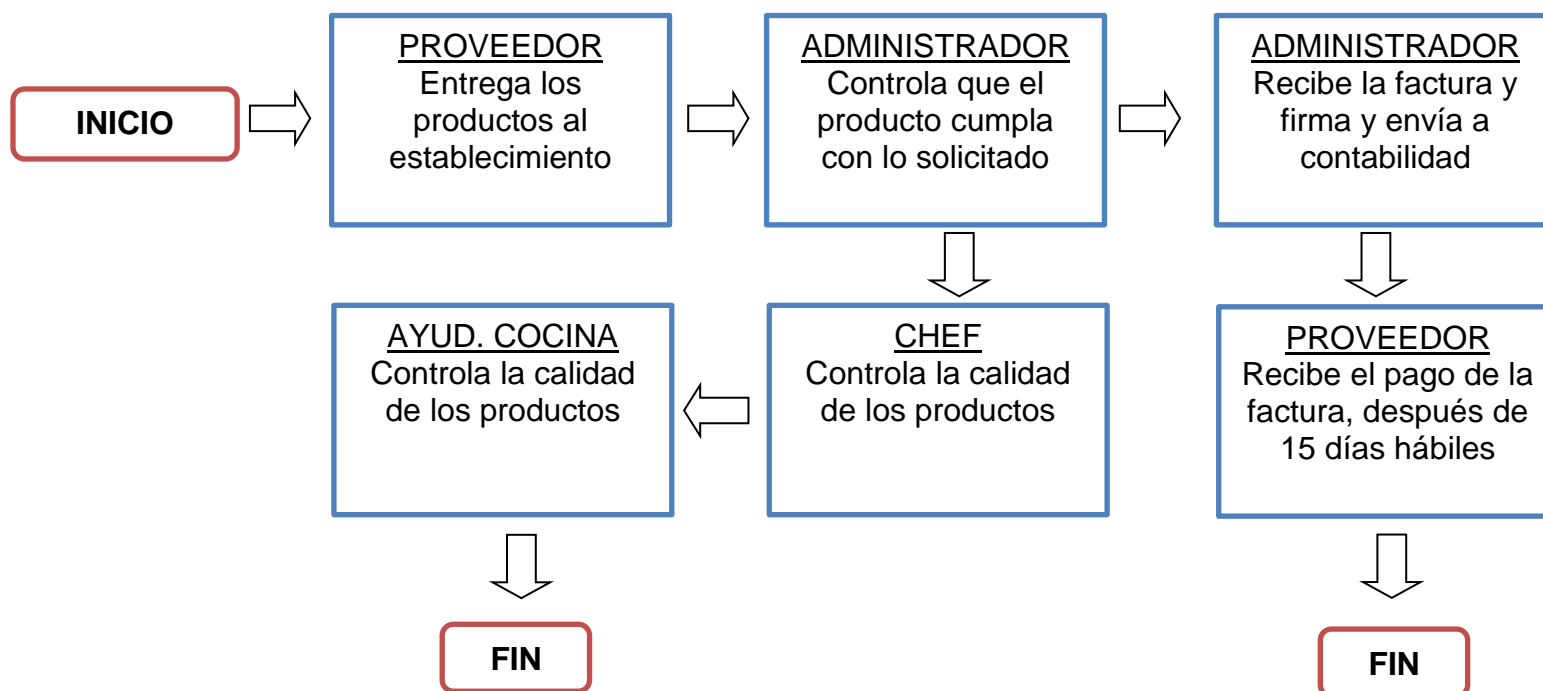 INICIO
PROVEEDOR
Entrega los
productos al
establecimiento
ADMINISTRADOR
Controla que el
producto cumpla
con lo solicitado
ADMINISTRADOR
Recibe la factura y
firma y envía a
contabilidad
AYUD. COCINA
Controla la calidad
de los productos
CHEF
Controla la calidad
de los productos
PROVEEDOR
Recibe el pago de la
factura, después de
15 días hábiles
FIN
FIN